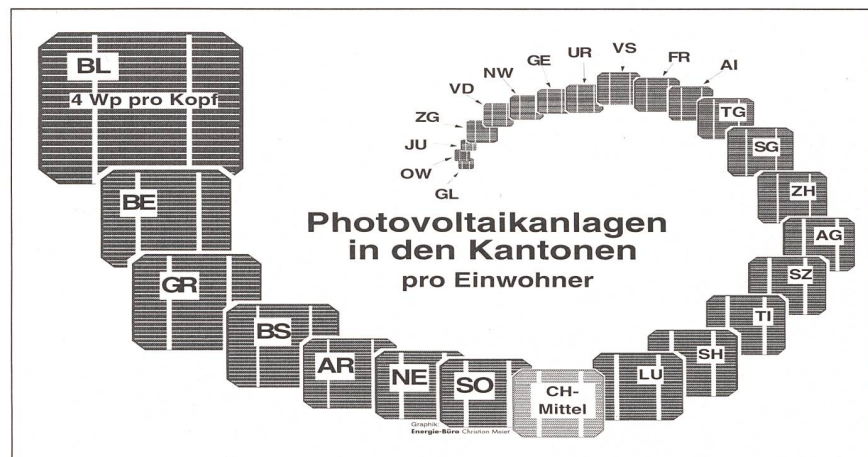 BL
4 Wp pro Kopf
BE
GR
BS
AR
NE
SO
CH-
Mittel
LU
SH
TI
SZ
AG
ZH
SG
TG
AI
FR
VS
UR
GE
NW
VD
ZG
JU
OW
GL
Photovoltaikanlagen
in den Kantonen
pro Einwohner
Graphik:
Energie-Büro Christian Meier